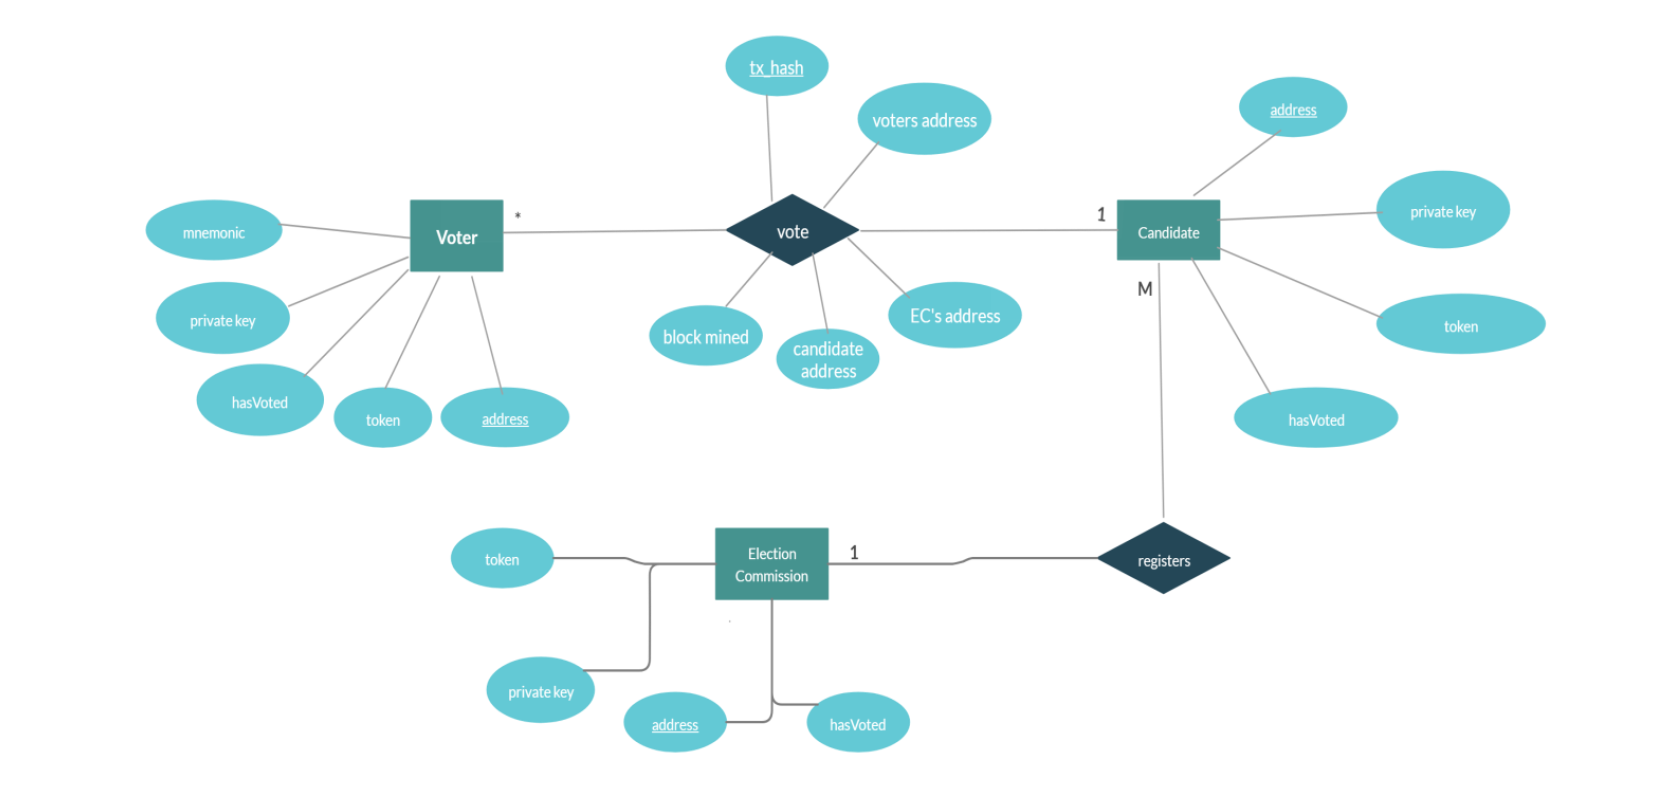 tx_hash
voters address
address
private key
mnemonic
Voter
*
vote
1
Candidate
M
private key
hasVoted
token
address
block mined
candidate
address
EC's address
token
hasVoted
token
Election
Commission
1
registers
private key
address
hasVoted